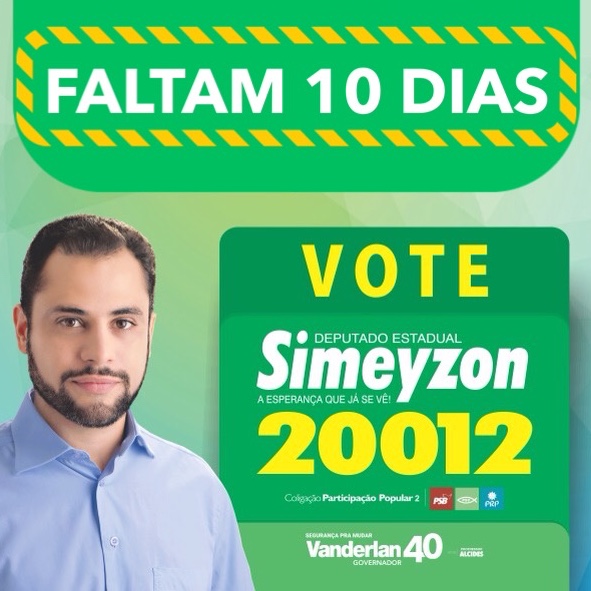 FALTAM 10 DIAS
VOTE
DEPUTADO ESTADUAL
Simeyzon
A ESPERANÇA QUE JÁ SE VÊ!
20012
Coligação Participação Popular 2
PSB
PRP
SEGURANÇA PRA MUDAR
Vanderlan 40
GOVERNADOR
ALCIDES